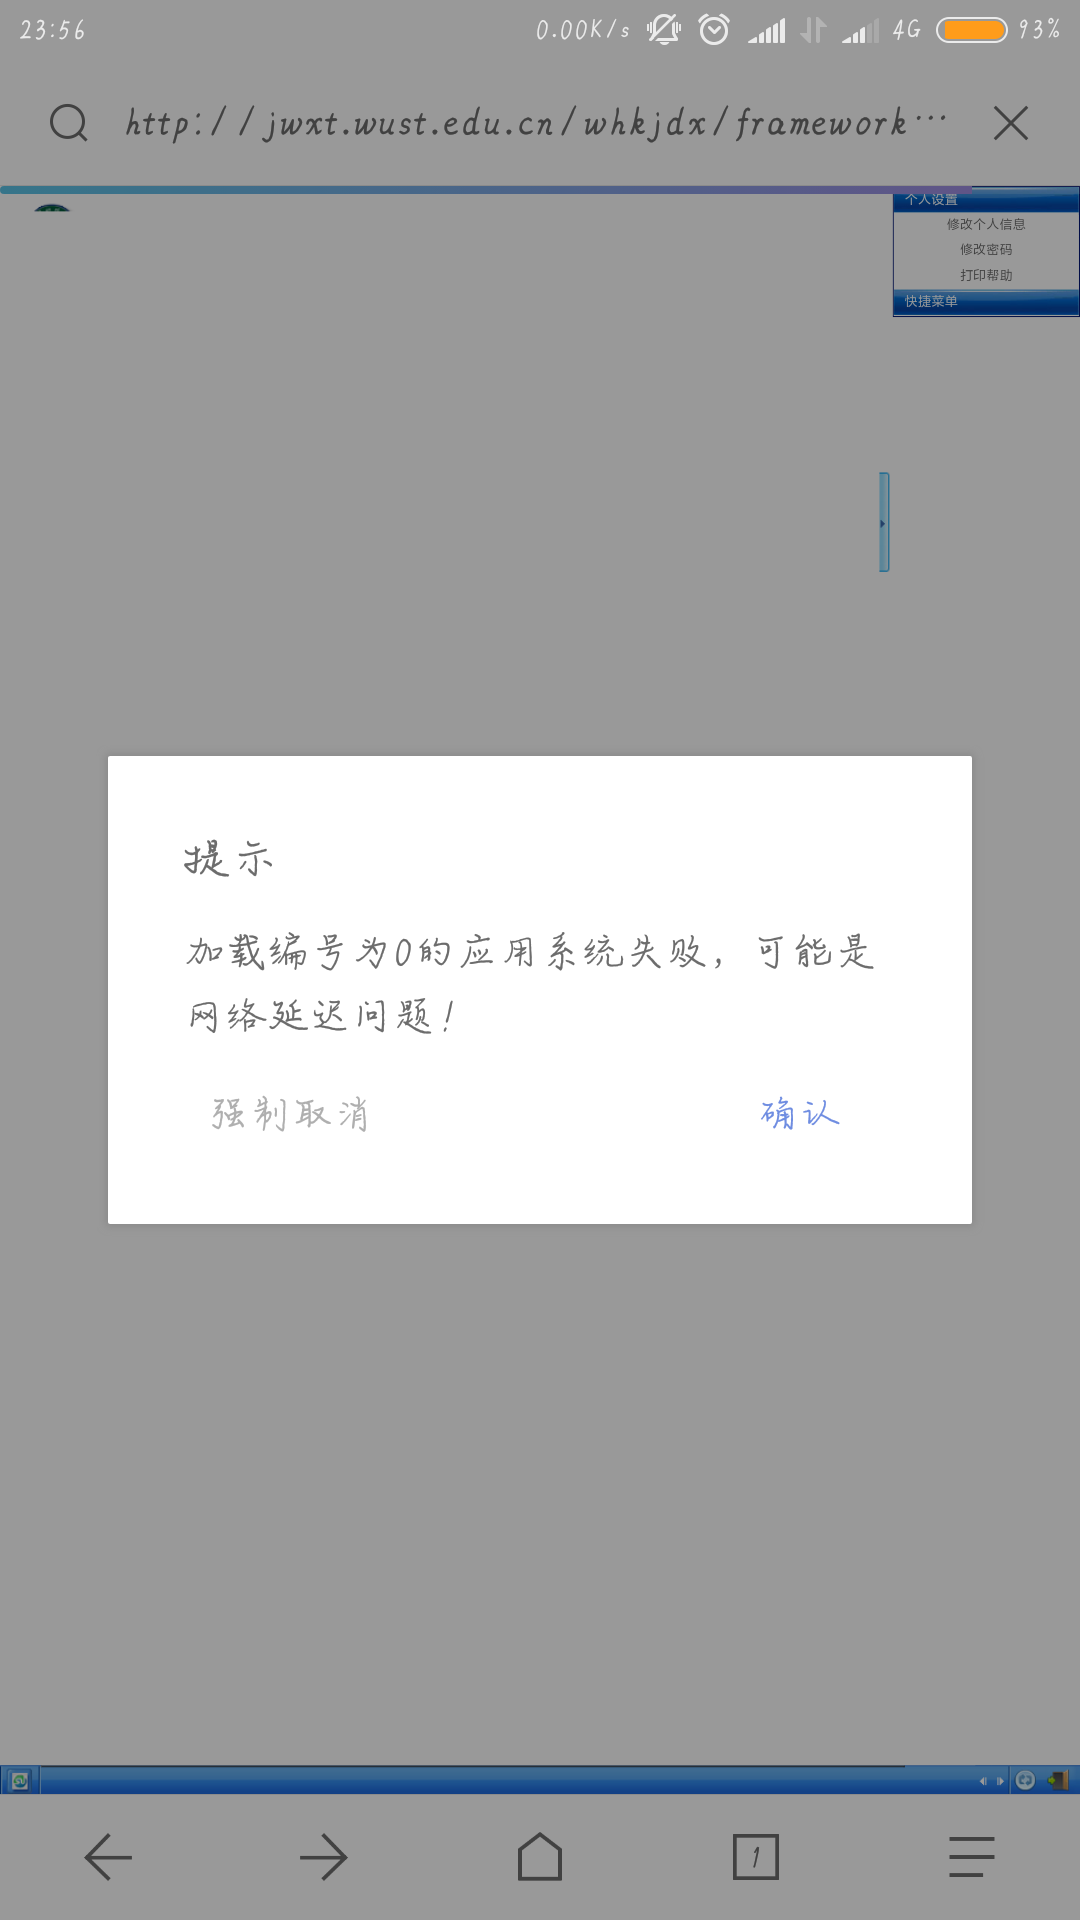 23:56
0.00K/s
4G
93%
http://jwxt.wust.edu.cn/whkjdx/framework…
个人设置
修改个人信息
修改密码
打印帮助
快捷菜单
提示
加载编号为0的应用系统失败，可能是
网络延迟问题！
强制取消
确认
1